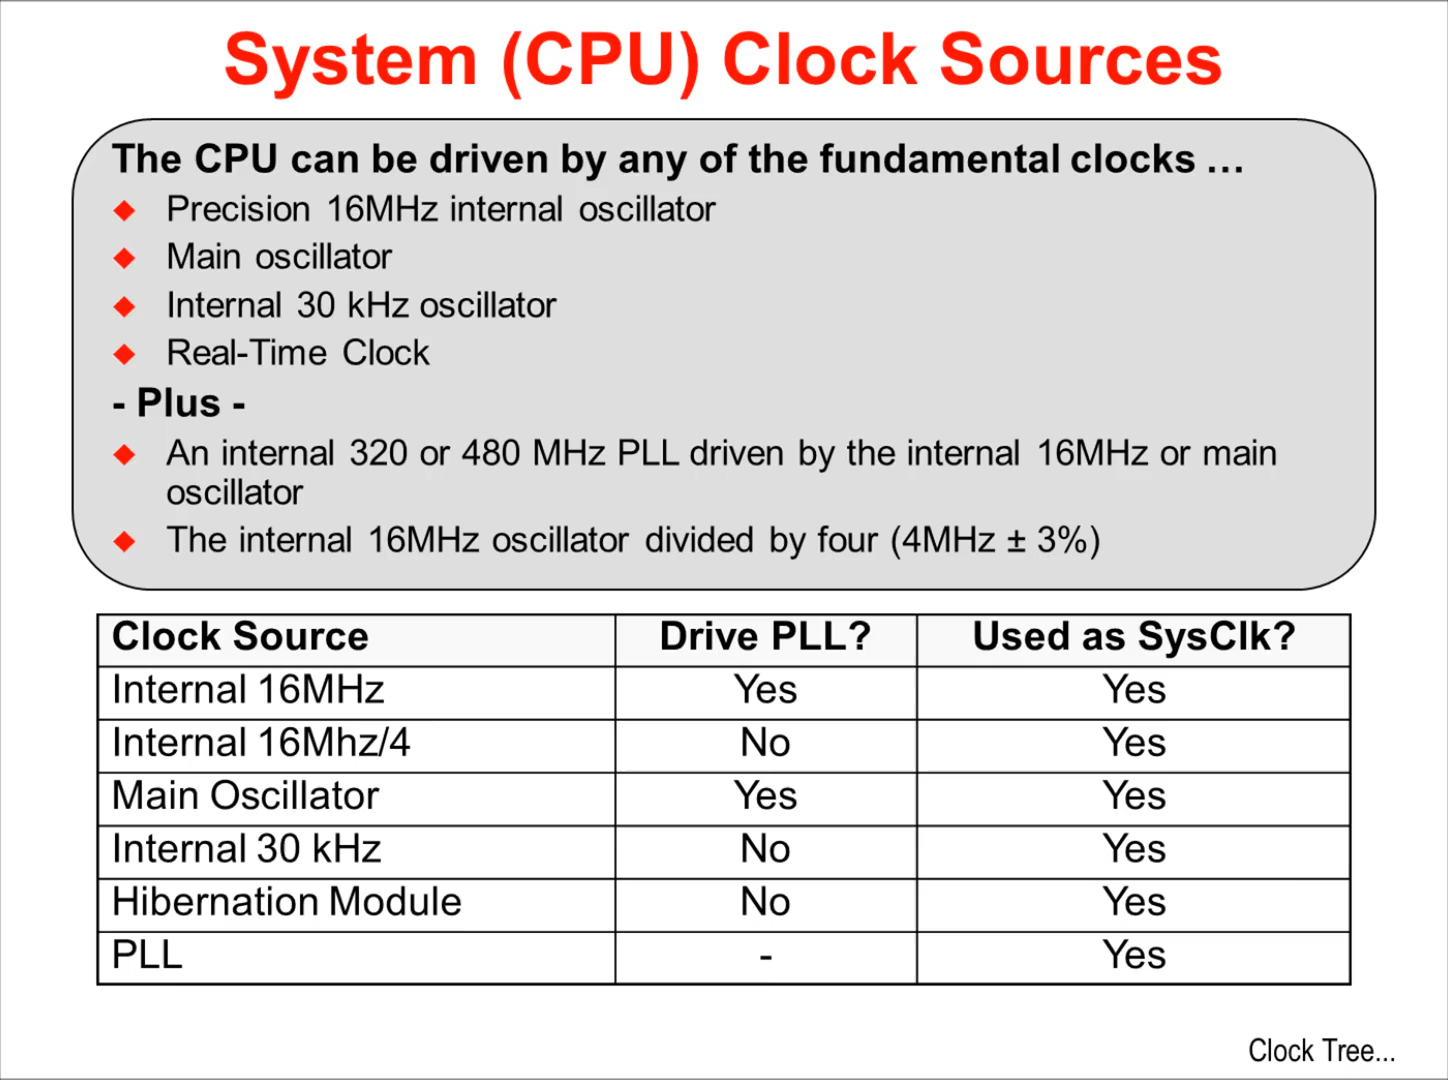 System (CPU) Clock Sources
The CPU can be driven by any of the fundamental clocks ...
Precision 16MHz internal oscillator
Main oscillator
Internal 30 kHz oscillator
Real-Time Clock
- Plus -
An internal 320 or 480 MHz PLL driven by the internal 16MHz or main
oscillator
The internal 16MHz oscillator divided by four (4MHz ± 3%)
Clock Source Drive PLL? Used as SysClk?
Internal 16MHz Yes Yes
Internal 16Mhz/4 No Yes
Main Oscillator Yes Yes
Internal 30 kHz No Yes
Hibernation Module No Yes
PLL - Yes
Clock Tree...